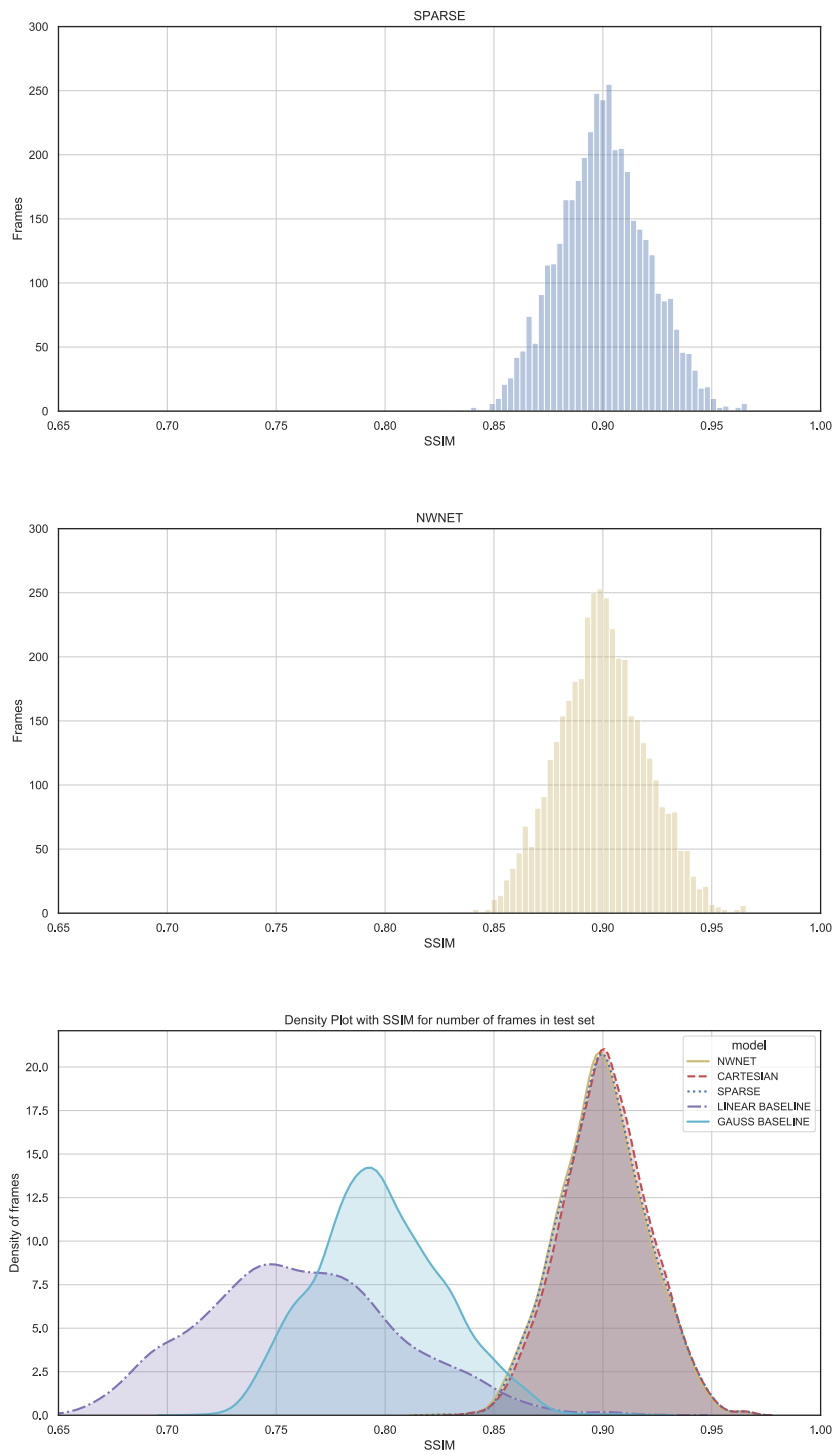 SPARSE
300
250
200
150
100
50
0
Frames
0.65 0.70 0.75 0.80 0.85 0.90 0.95 1.00
SSIM
NWNET
300
250
200
150
100
50
0
Frames
0.65 0.70 0.75 0.80 0.85 0.90 0.95 1.00
SSIM
Density Plot with SSIM for number of frames in test set
model
NWNET
CARTESIAN
SPARSE
LINEAR BASELINE
GAUSS BASELINE
20,0
17,5
15,0
12,5
10,0
7,5
5,0
2,5
0,0
Density of frames
0.65 0.70 0.75 0.80 0.85 0.90 0.95 1.00
SSIM